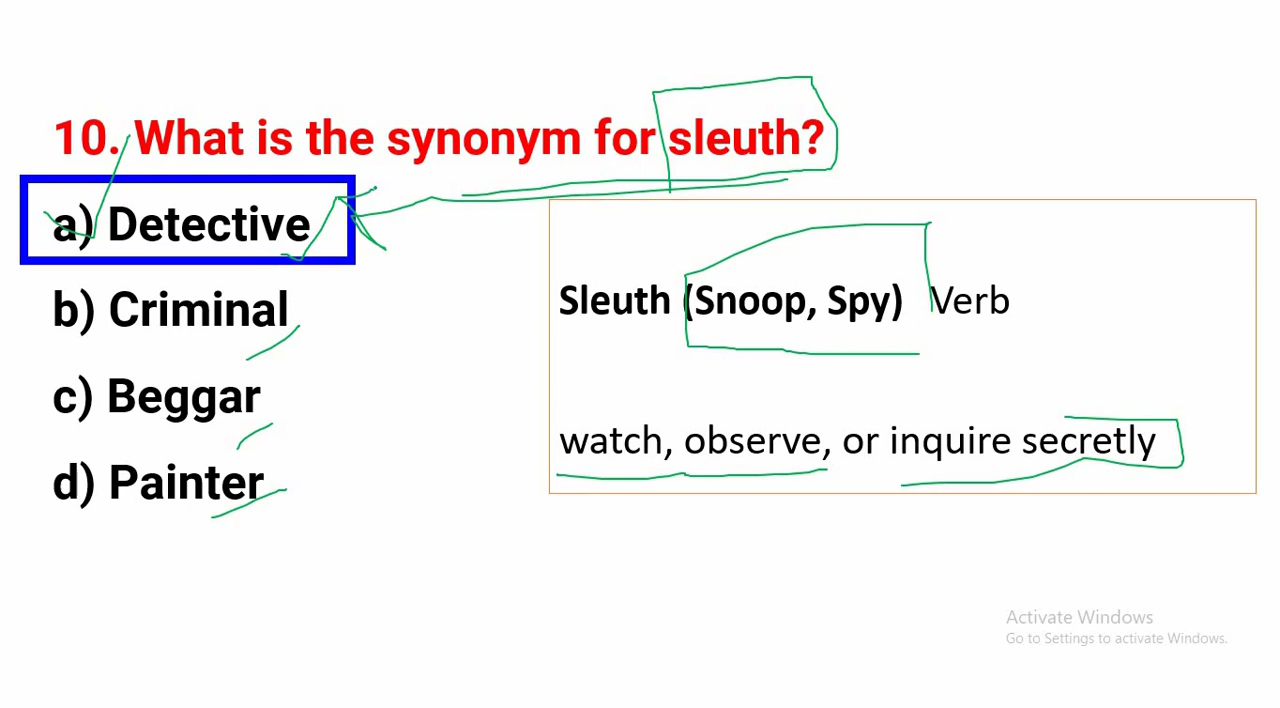 10. What is the synonym for sleuth?
a) Detective
b) Criminal
c) Beggar
d) Painter
Sleuth (Snoop, Spy) Verb
watch, observe, or inquire secretly
Activate Windows
Go to Settings to activate Windows.